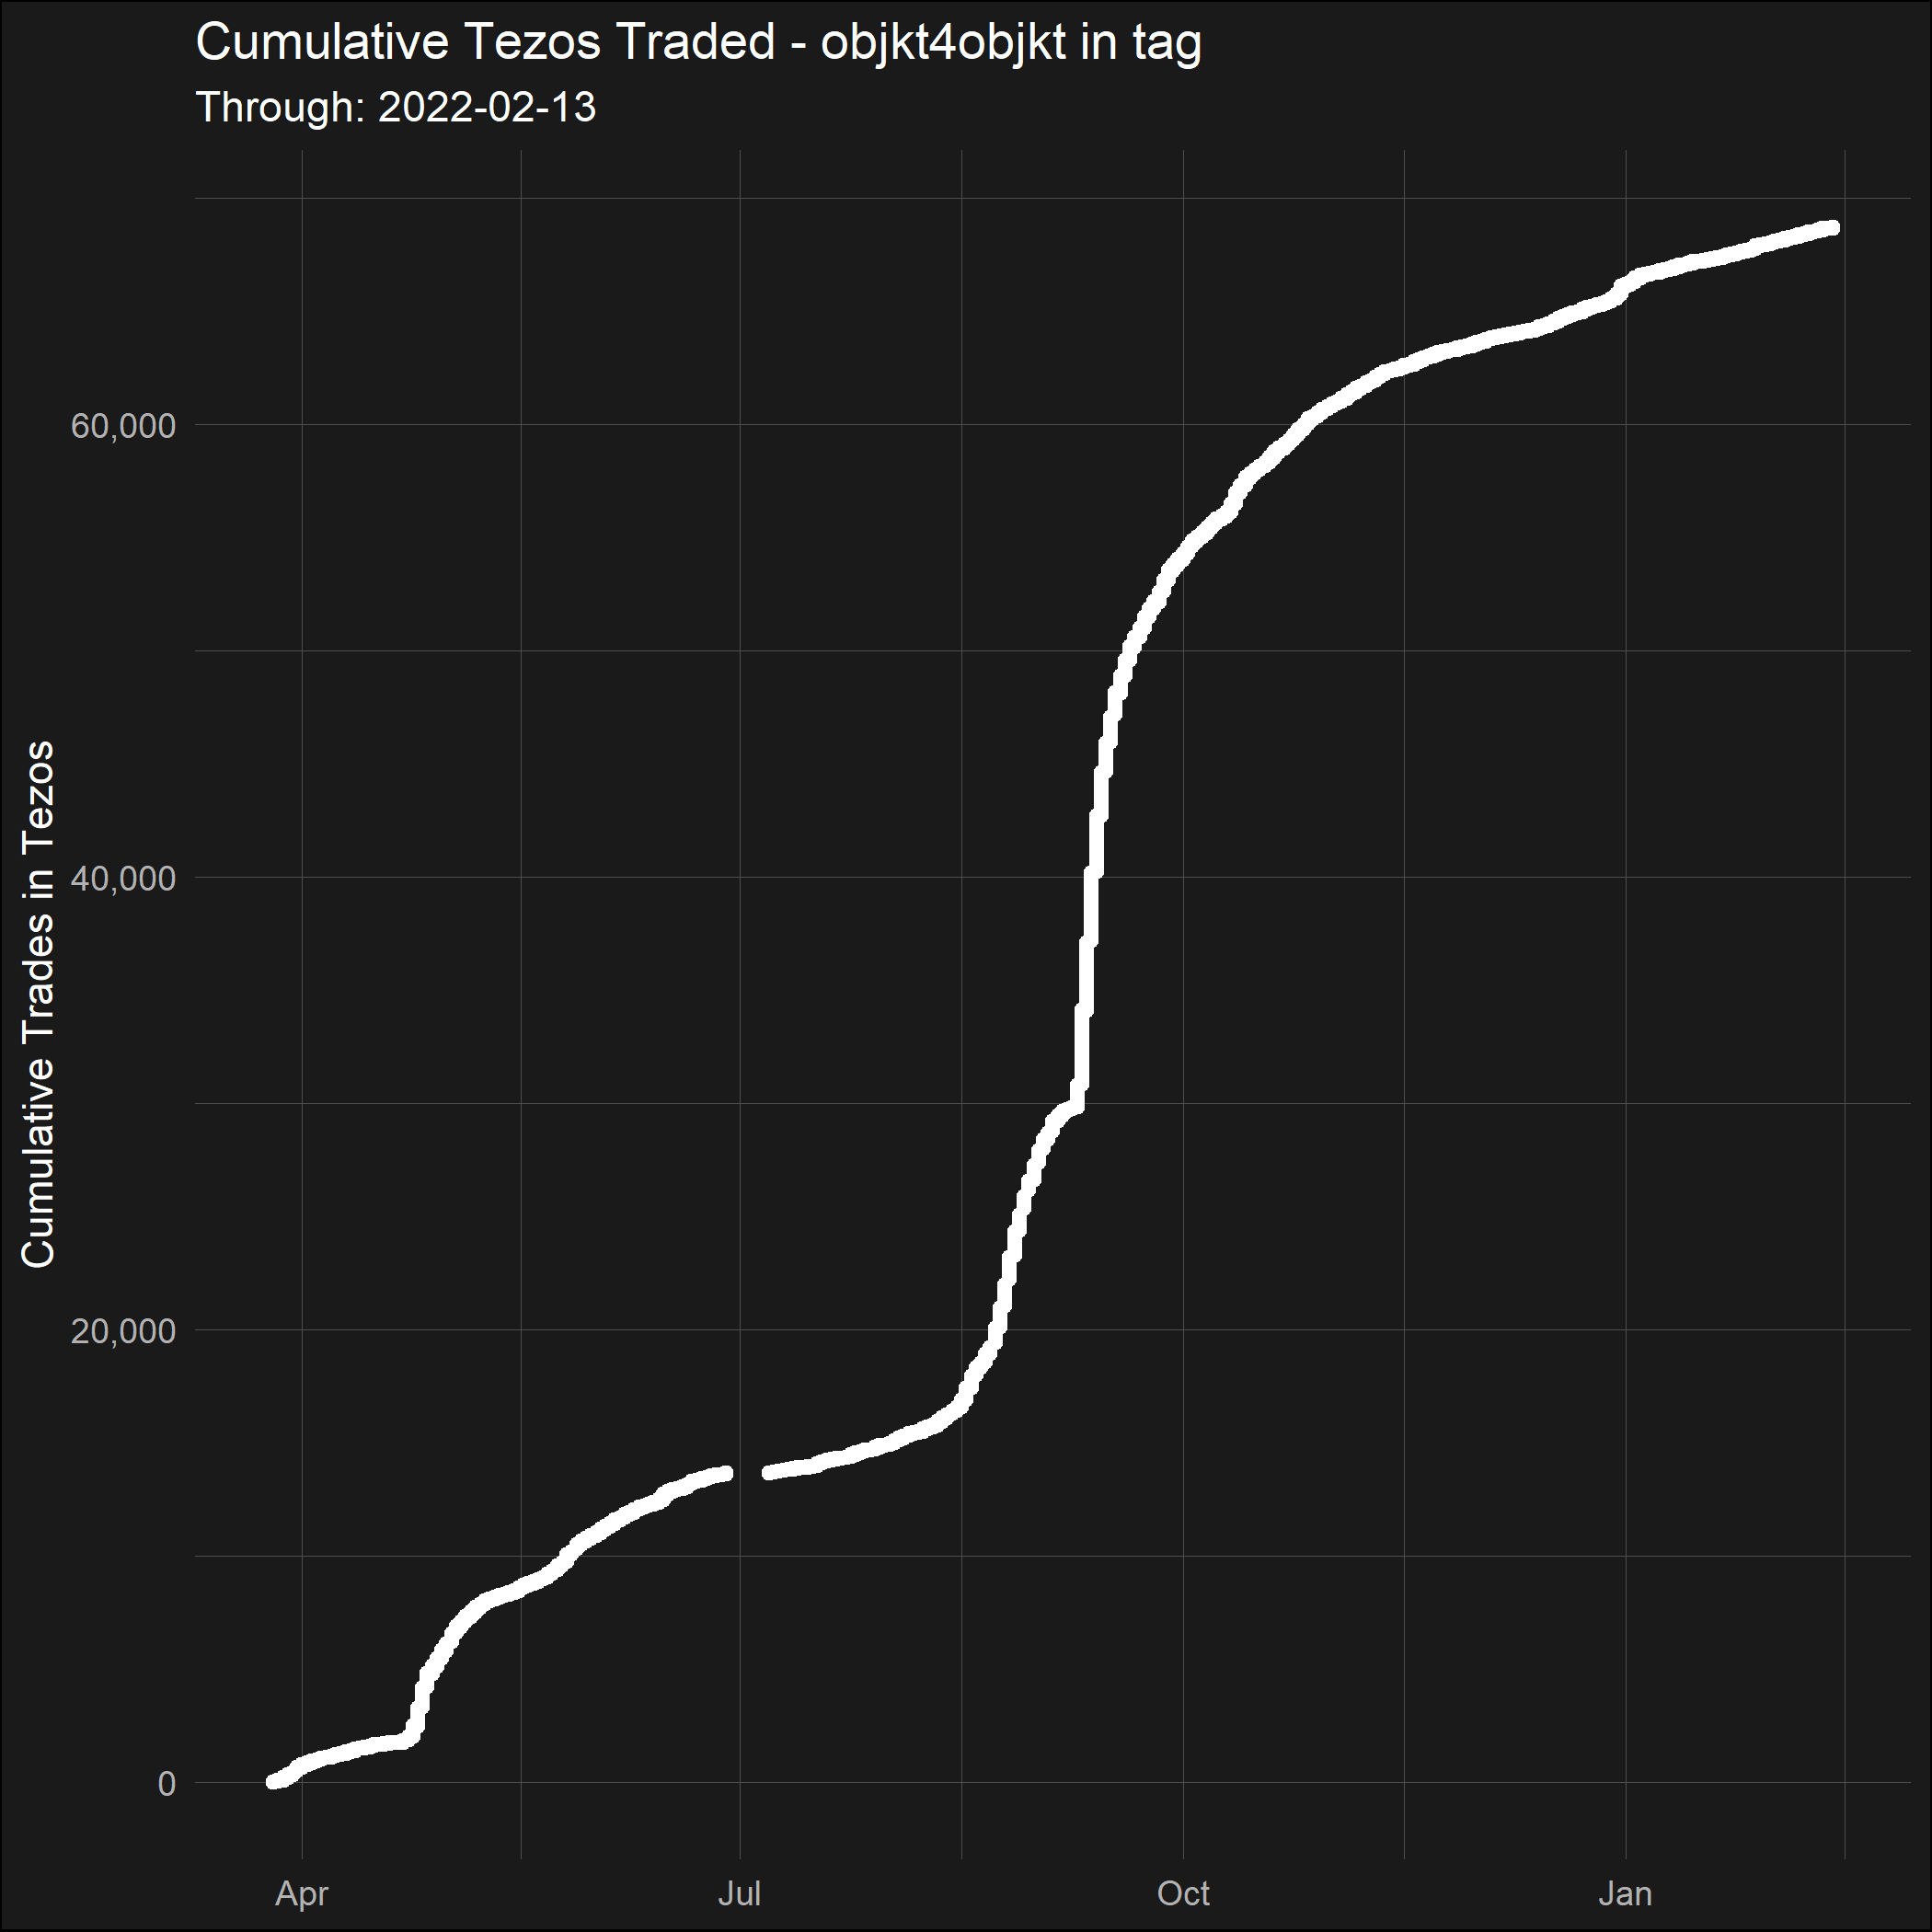 Cumulative Tezos Traded - objkt4objkt in tag
Through: 2022-02-13
Cumulative Trades in Tezos
60,000
40,000
20,000
0
Apr
Jul
Oct
Jan